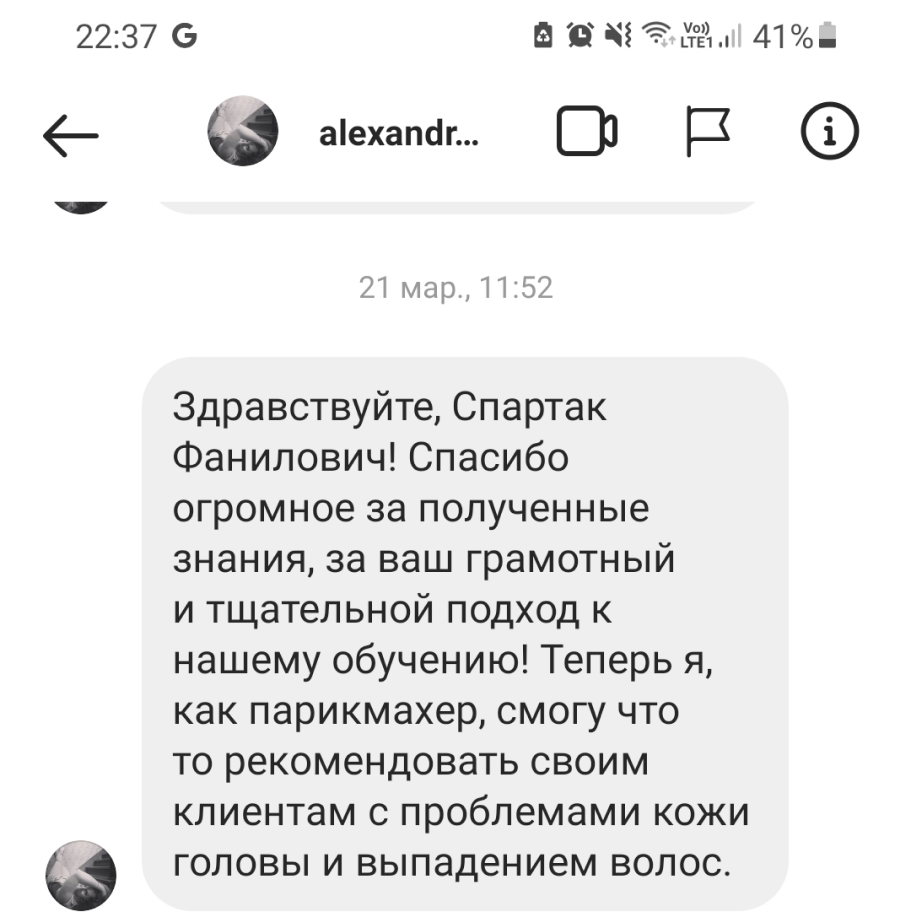 22:37 G
Vo))
LTE1
41%
alexandr...
21 мар., 11:52
Здравствуйте, Спартак
Фанилович! Спасибо
огромное за полученные
знания, за ваш грамотный
и тщательной подход к
нашему обучению! Теперь я,
как парикмахер, смогу что
то рекомендовать своим
клиентам с проблемами кожи
головы и выпадением волос.